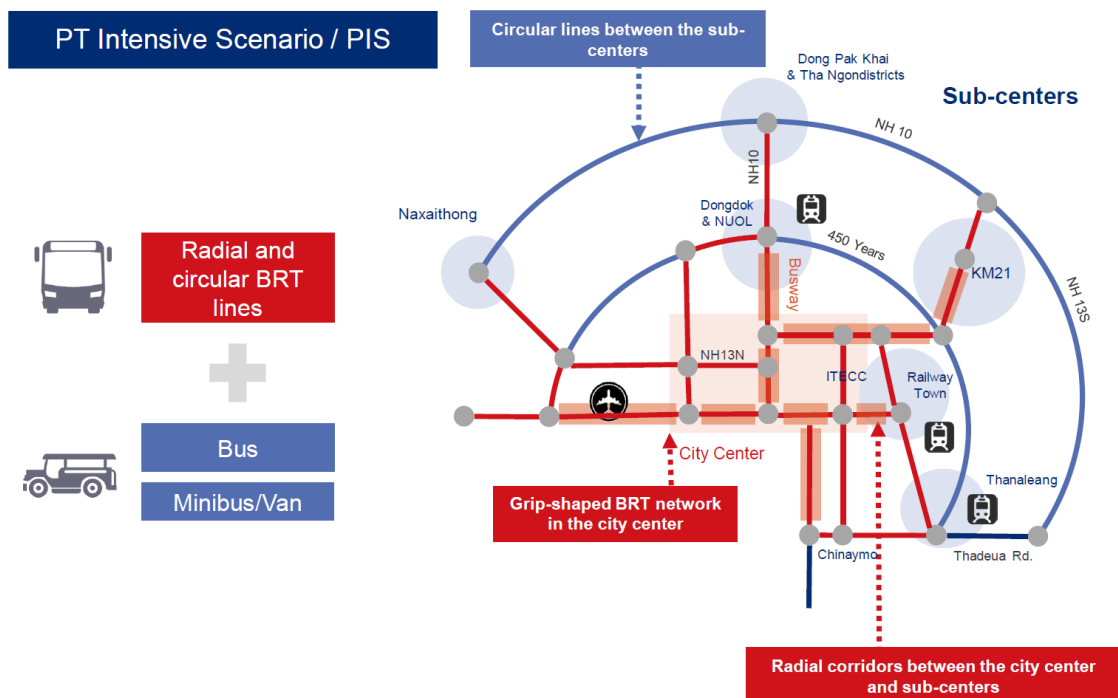 PT Intensive Scenario / PIS
Circular lines between the sub-
centers
Dong Pak Khai
& Tha Ngondistricts
Sub-centers
NH 10
NH10
Naxaithong
Dongdok
& NUOL
450 Years
Busway
KM21
NH 13S
Radial and
circular BRT
lines
NH13N
ITECC
Railway
Town
City Center
Bus
Minibus/Van
Thanaleang
Grip-shaped BRT network
in the city center
Chinaymo
Thadeua Rd.
Radial corridors between the city center
and sub-centers